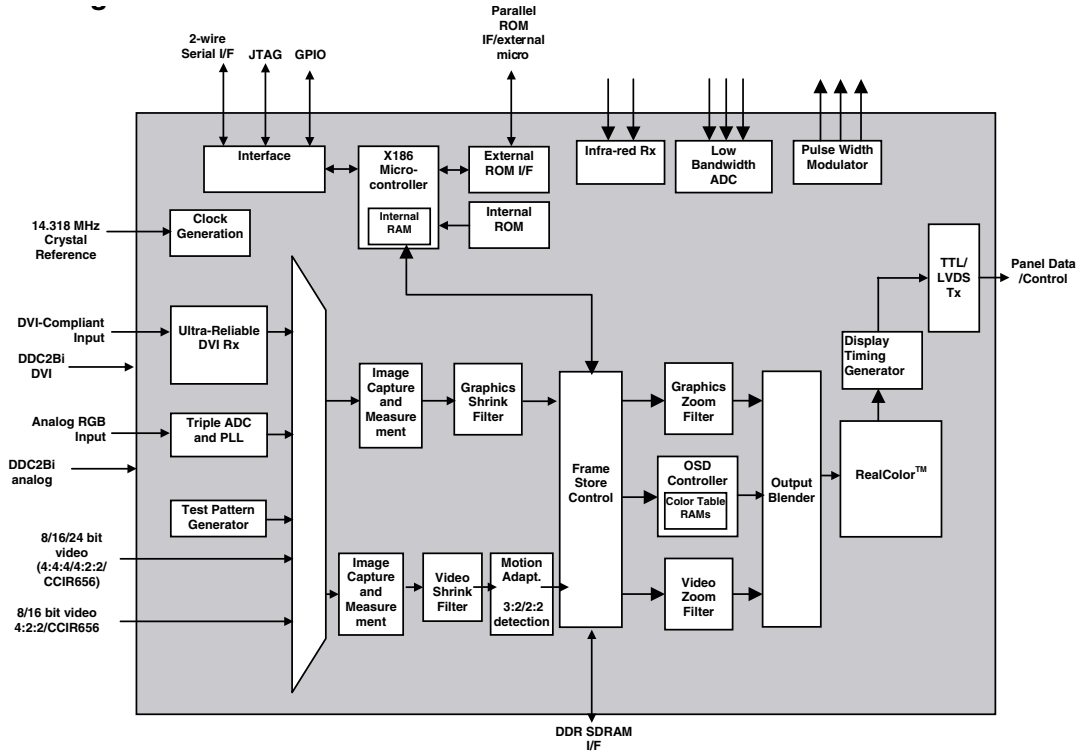 Parallel
ROM
IF/external
micro
2-wire
Serial I/F
JTAG
GPIO
Interface
X186
Micro-
controller
Internal
RAM
External
ROM I/F
Internal
ROM
Infra-red Rx
Low
Bandwidth
ADC
Pulse Width
Modulator
14.318 MHz
Crystal
Reference
Clock
Generation
TTL/
LVDS
Tx
Panel Data
/Control
DVI-Compliant
Input
Ultra-Reliable
DVI Rx
DDC2Bi
DVI
Display
Timing
Generator
Image
Capture
and
Measure
ment
Graphics
Shrink
Filter
Graphics
Zoom
Filter
Analog RGB
Input
Triple ADC
and PLL
DDC2Bi
analog
Frame
Store
Control
OSD
Controller
Color Table
RAMs
Output
Blender
RealColor™
Test Pattern
Generator
8/16/24 bit
video
(4:4:4/4:2:2/
CCIR656)
Image
Capture
and
Measure
ment
Video
Shrink
Filter
Motion
Adapt.
3:2/2:2
detection
Video
Zoom
Filter
8/16 bit video
4:2:2/CCIR656
DDR SDRAM
I/F